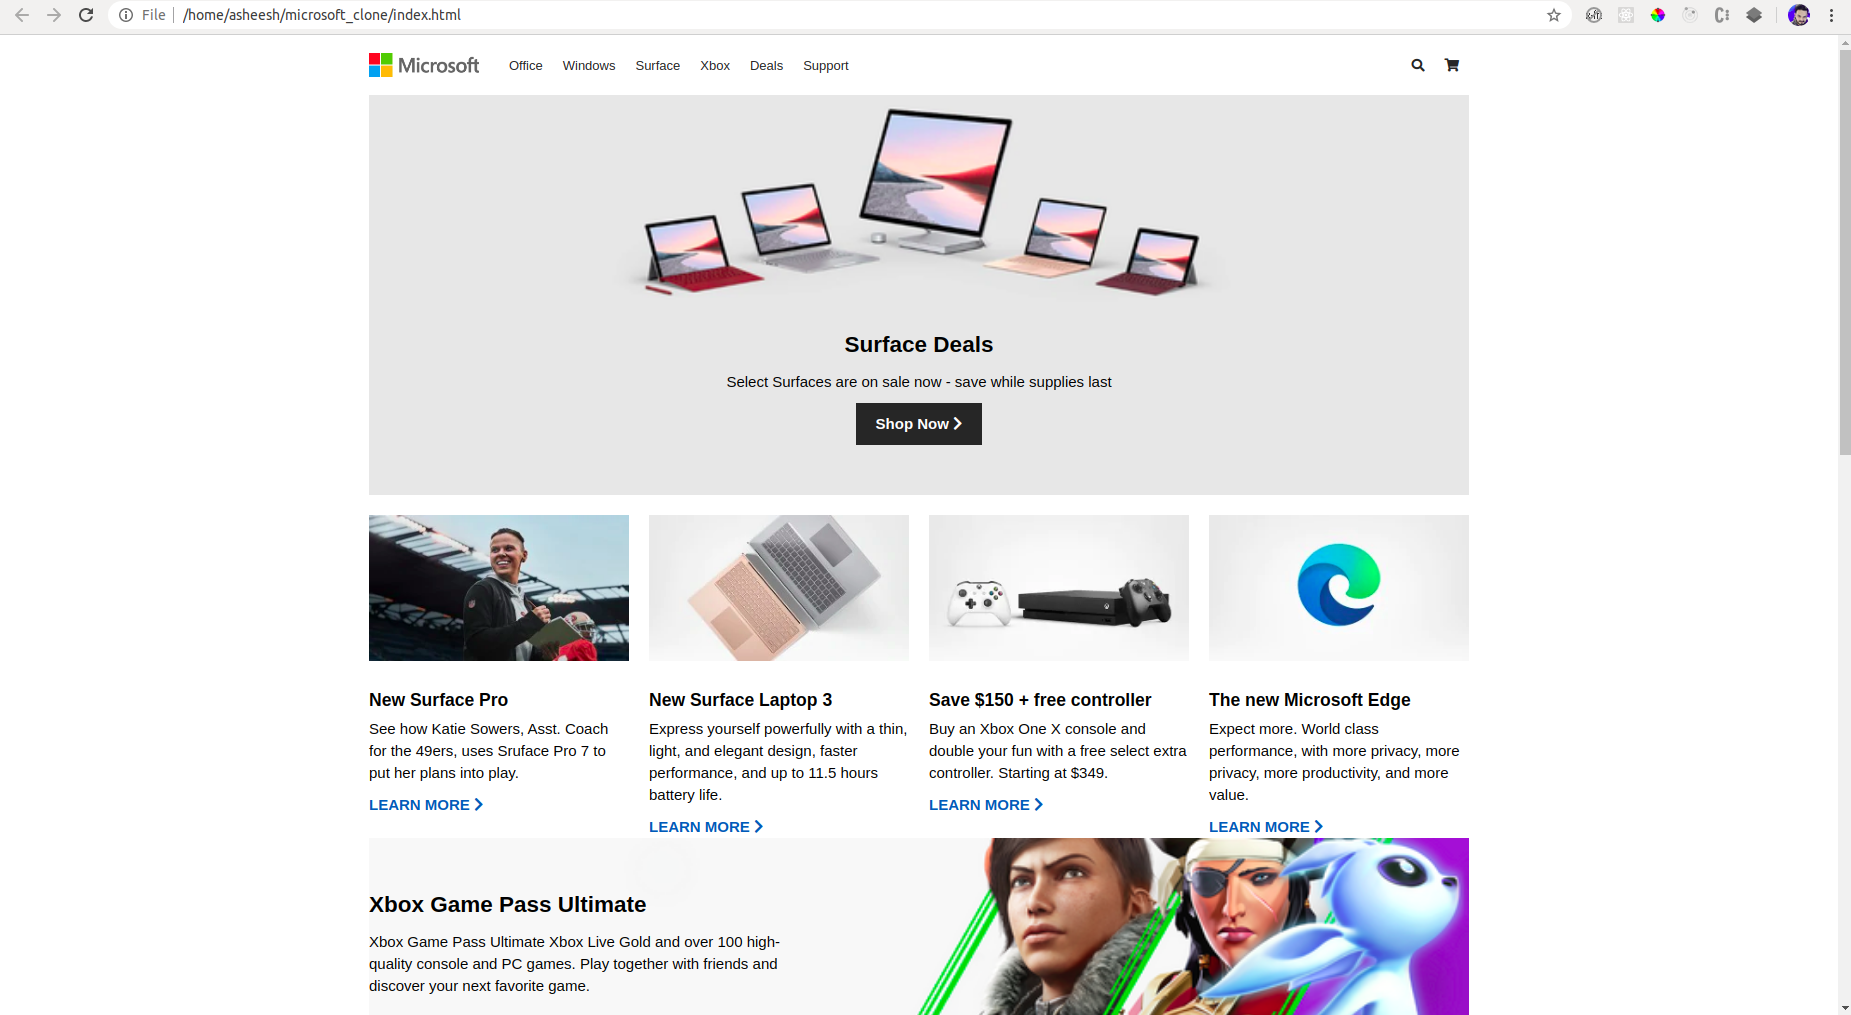 File | /home/asheesh/microsoft_clone/index.html
Microsoft Office Windows Surface Xbox Deals Support
Surface Deals
Select Surfaces are on sale now - save while supplies last
Shop Now
New Surface Pro
See how Katie Sowers, Asst. Coach
for the 49ers, uses Sruface Pro 7 to
put her plans into play.
LEARN MORE
New Surface Laptop 3
Express yourself powerfully with a thin,
light, and elegant design, faster
performance, and up to 11.5 hours
battery life.
LEARN MORE
Save $150 + free controller
Buy an Xbox One X console and
double your fun with a free select extra
controller. Starting at $349.
LEARN MORE
The new Microsoft Edge
Expect more. World class
performance, with more privacy, more
privacy, more productivity, and more
value.
LEARN MORE
Xbox Game Pass Ultimate
Xbox Game Pass Ultimate Xbox Live Gold and over 100 high-
quality console and PC games. Play together with friends and
discover your next favorite game.